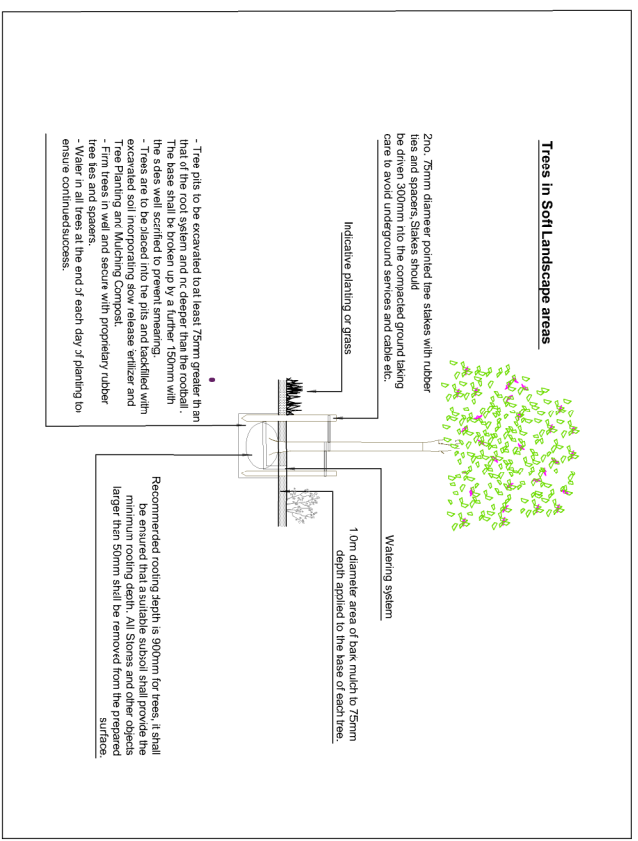 Trees in Soft Landscape areas
2no. 75mm diameer pointed tree stakes with rubber
ties and spacers,Stakes should
be driven 300mm into the compacted ground taking
care to avoid underground services and cable etc.
Indicative planting or grass
Watering system
1.0m diameter area of bark mulch to 75mm
depth applied to the base of each tree.
- Tree pits to be excavated to at least 75mm greater than
that of the root system and no deeper than the rootball .
The base shall be broken up by a further 150mm with
the sides well scarified to prevent smearing.
- Trees are to be placed into the pits and backfilled with
excavated soil incorporating slow release fertilizer and
Tree Planting and Mulching Compost.
- Firm trees in well and secure with proprietary rubber
tree ties and spacers.
- Water in all trees at the end of each day of planting to
ensure continued success.
Recommended rooting depth is 900mm for trees, it shall
be ensured that a suitable subsoil shall provide the
minimum rooting depth. All Stones and other objects
larger than 50mm shall be removed from the prepared
surface.